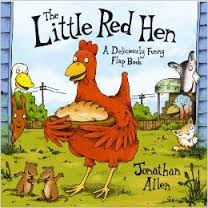 The
Little Red Hen
A Deliciously Funny
Flap Book
Jonathan
Allen